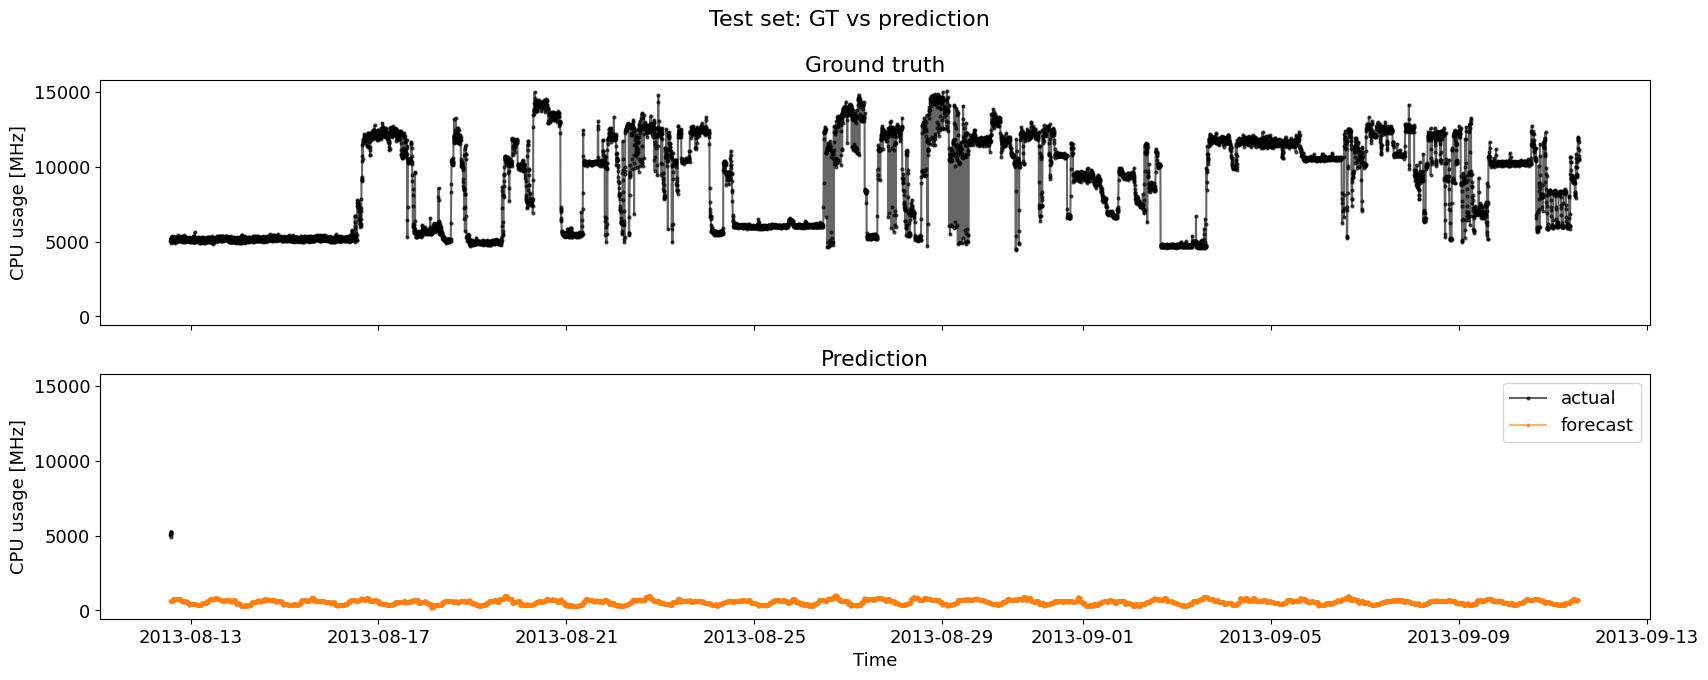 Test set: GT vs prediction
Ground truth
15000
10000
5000
0
CPU usage [MHz]
Prediction
15000
10000
5000
0
CPU usage [MHz]
actual
forecast
2013-08-13 2013-08-17 2013-08-21 2013-08-25 2013-08-29 2013-09-01 2013-09-05 2013-09-09 2013-09-13
Time